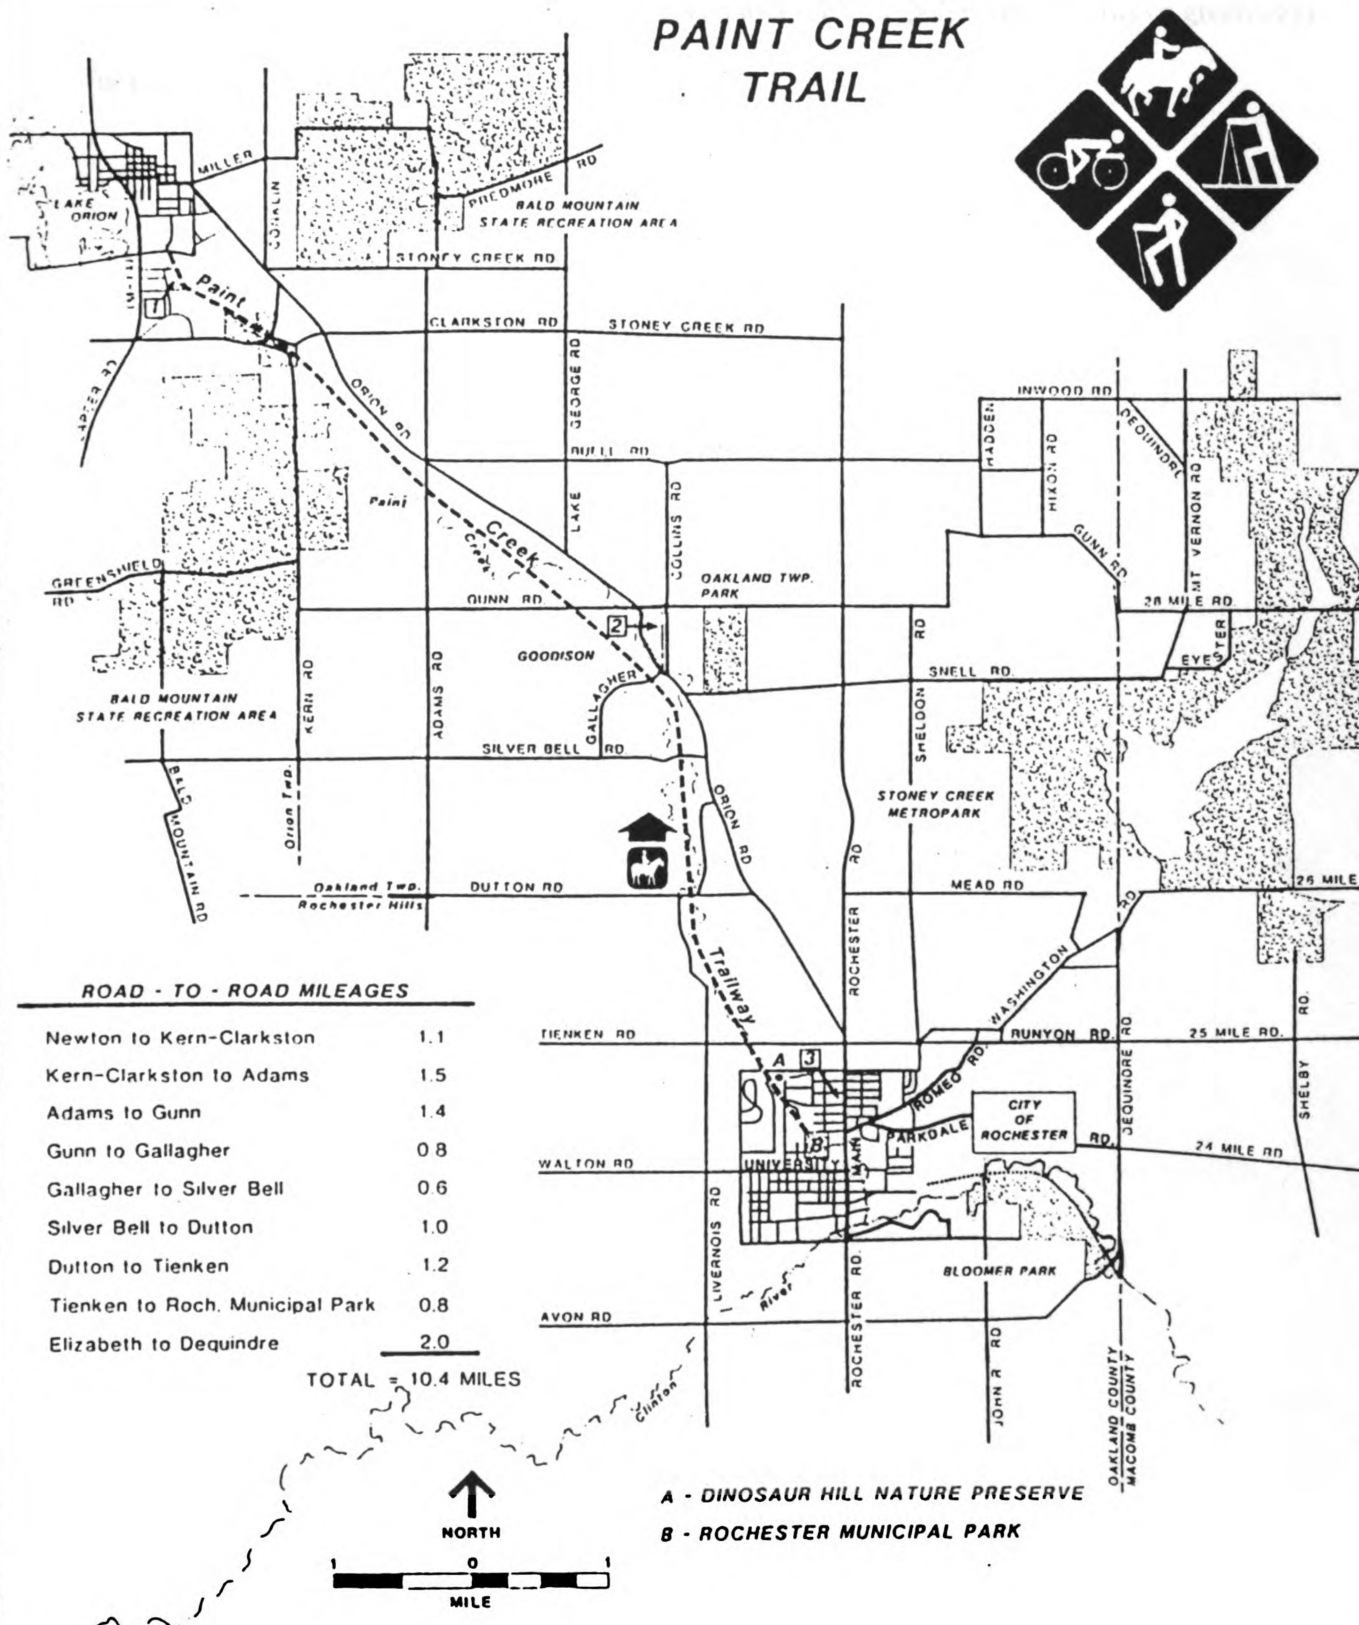 PAINT CREEK
TRAIL
MILLER
LAKE
ORION
CONKLIN
PREDMORE RD
BALD MOUNTAIN
STATE RECREATION AREA
STONEY CREEK RD
Paint
1
CLARKSTON RD
STONEY CREEK RD
ORION RD
LAKE GEORGE RD
INWOOD RD
HADDEN
HIXON RD
DEQUINDRE
MT VERNON RD
BUELL RD
Paint
Creek
Creek
COLLINS RD
GUNN RD
GREENSHIELD
RD
OAKLAND TWP.
PARK
GUNN RD
28 MILE RD
2
GOODISON
SHELDON RD
SNELL RD.
EYESTER
GALLAGHER
BALD MOUNTAIN
STATE RECREATION AREA
KERN RD
ADAMS RD
SILVER BELL RD
BALD MOUNTAIN RD
Orion Twp.
ORION RD
STONEY CREEK
METROPARK
Oakland Twp.
Rochester Hills
DUTTON RD
MEAD RD
26 MILE
ROCHESTER RD
Trailway
WASHINGTON RD
ROAD - TO - ROAD MILEAGES
Newton to Kern-Clarkston 1.1
Kern-Clarkston to Adams 1.5
Adams to Gunn 1.4
Gunn to Gallagher 0.8
Gallagher to Silver Bell 0.6
Silver Bell to Dutton 1.0
Dutton to Tienken 1.2
Tienken to Roch. Municipal Park 0.8
Elizabeth to Dequindre 2.0
TOTAL = 10.4 MILES
TIENKEN RD
RUNYON RD.
25 MILE RD.
SHELBY RD.
DEQUINDRE RD
A
3
ROMEO RD.
CITY
OF
ROCHESTER
PARKDALE RD.
B
MAIN
24 MILE RD
WALTON RD
UNIVERSITY
LIVERNOIS RD
BLOOMER PARK
River
AVON RD
ROCHESTER RD.
JOHN R RD
Clinton
OAKLAND COUNTY
MACOMB COUNTY
A - DINOSAUR HILL NATURE PRESERVE
B - ROCHESTER MUNICIPAL PARK
NORTH
1 0 1
MILE